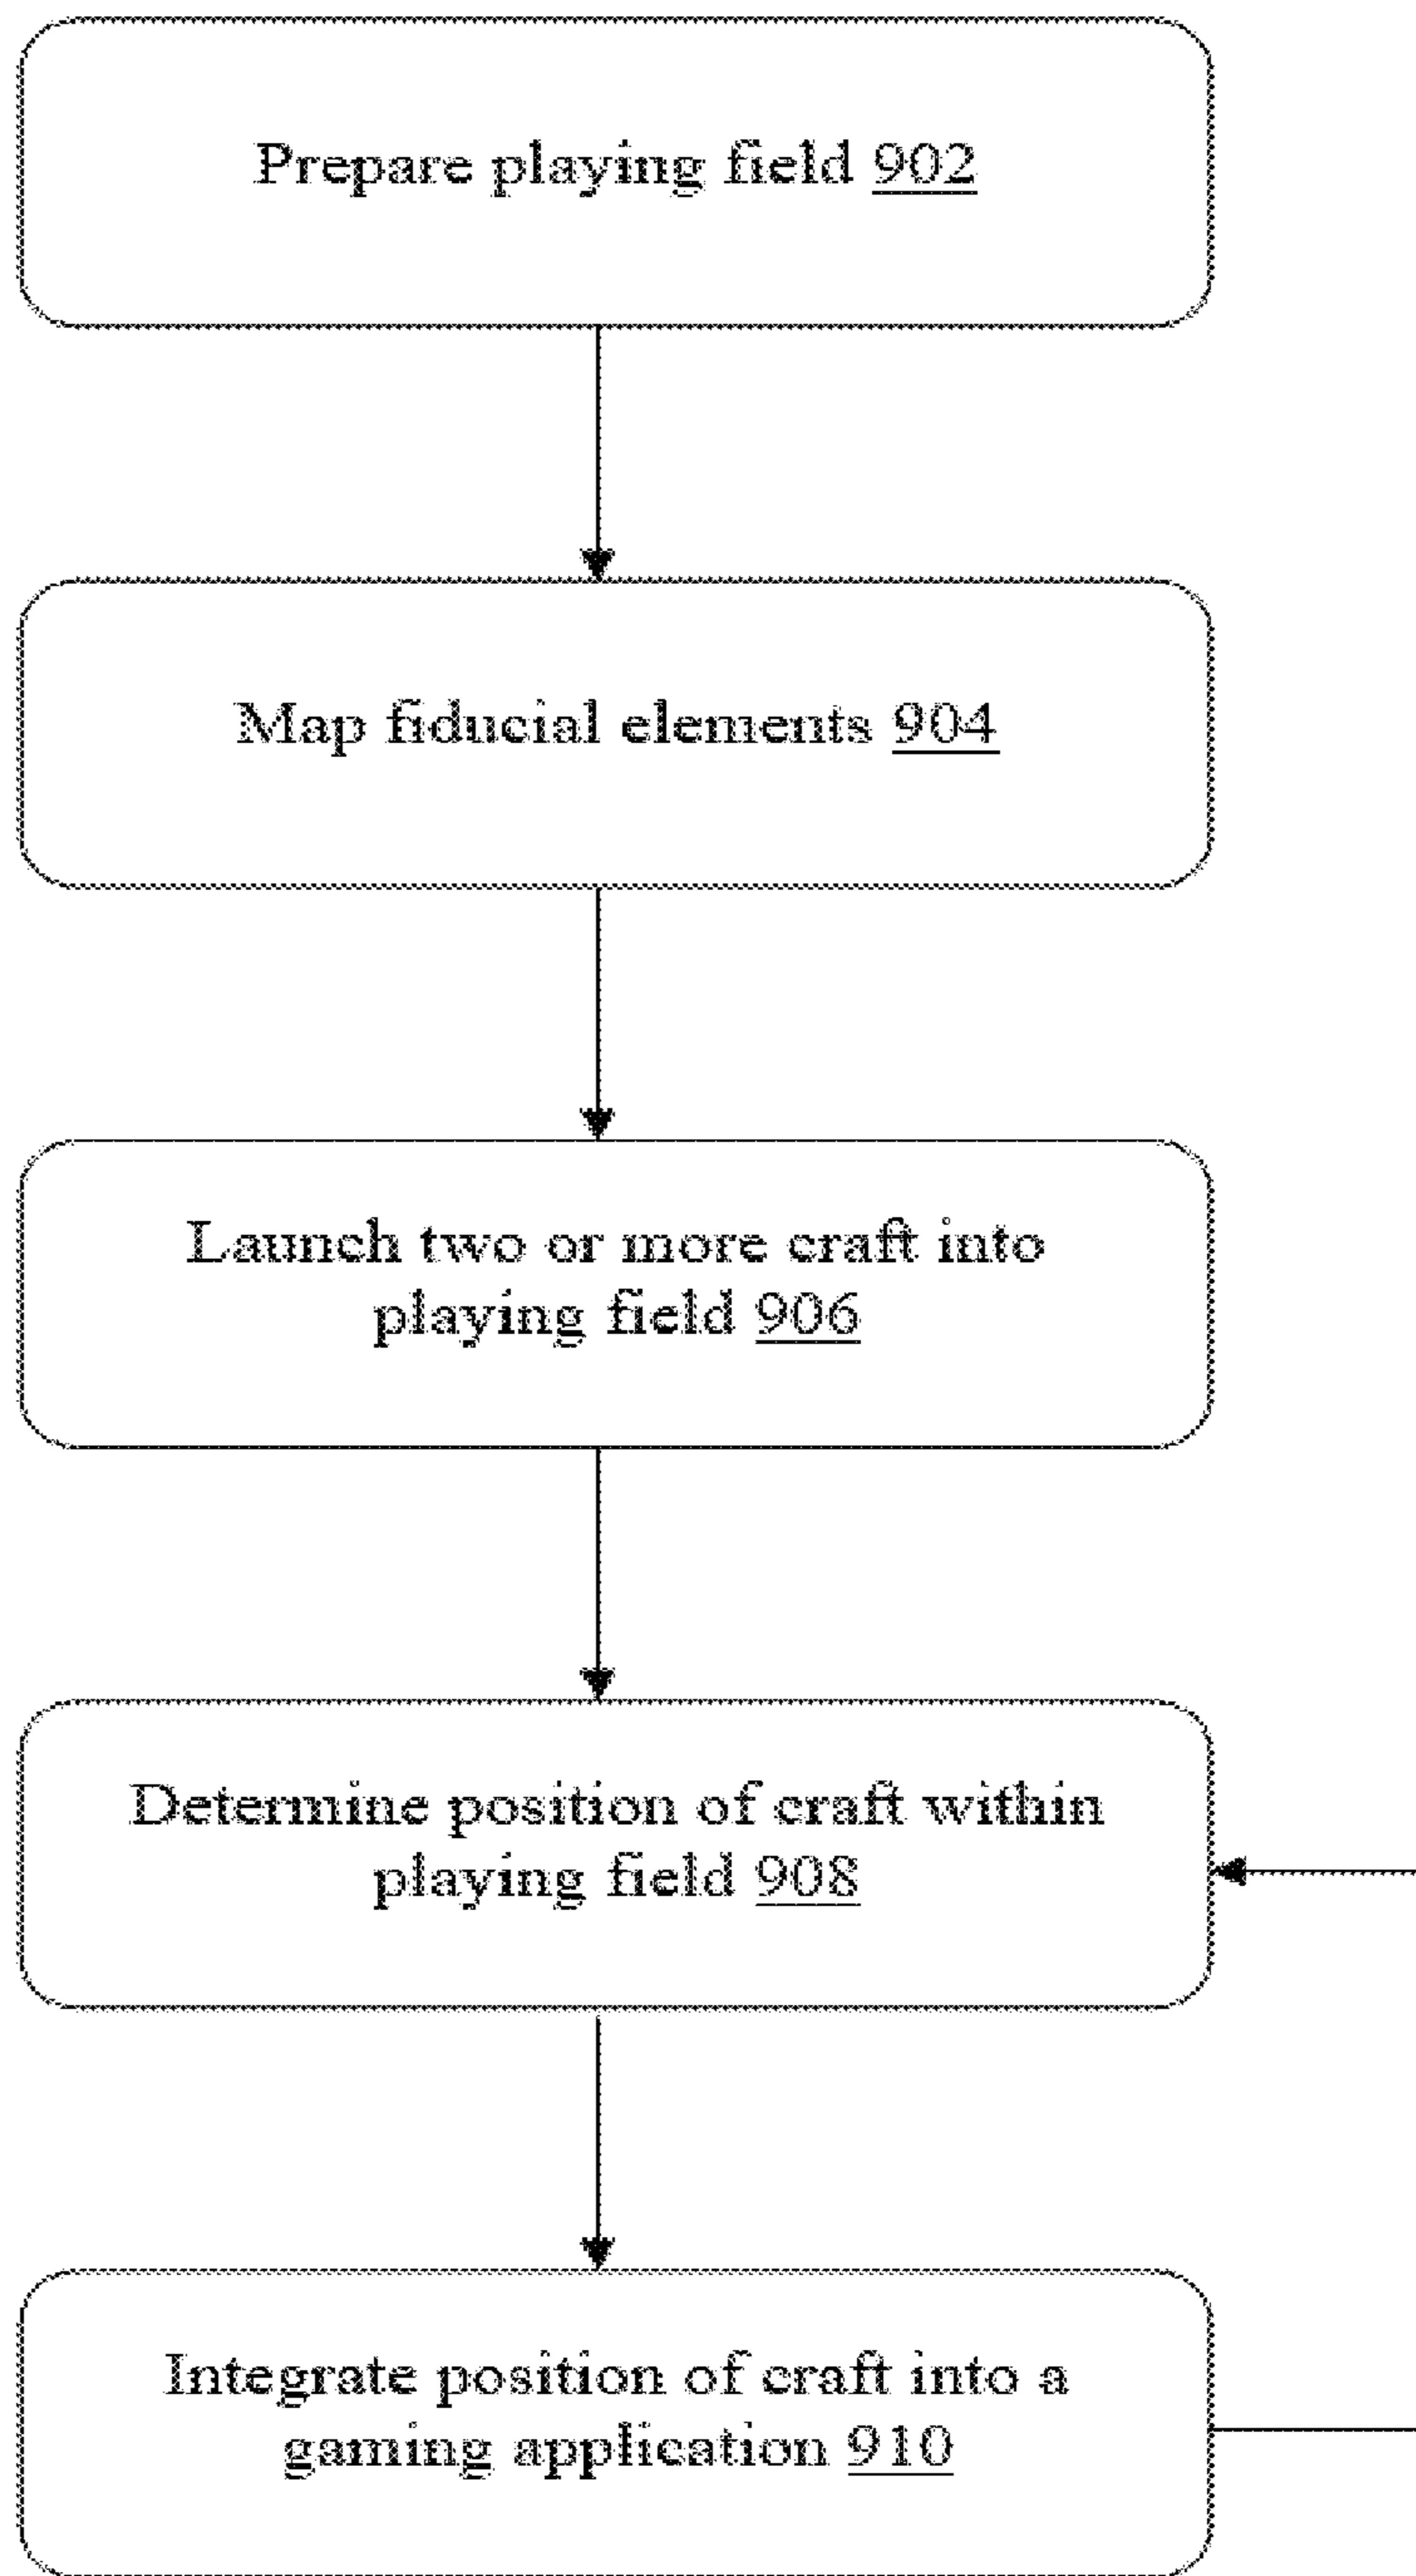 Prepare playing field 902
Map fiducial elements 904
Launch two or more craft into
playing field 906
Determine position of craft within
playing field 908
Integrate position of craft into a
gaming application 910